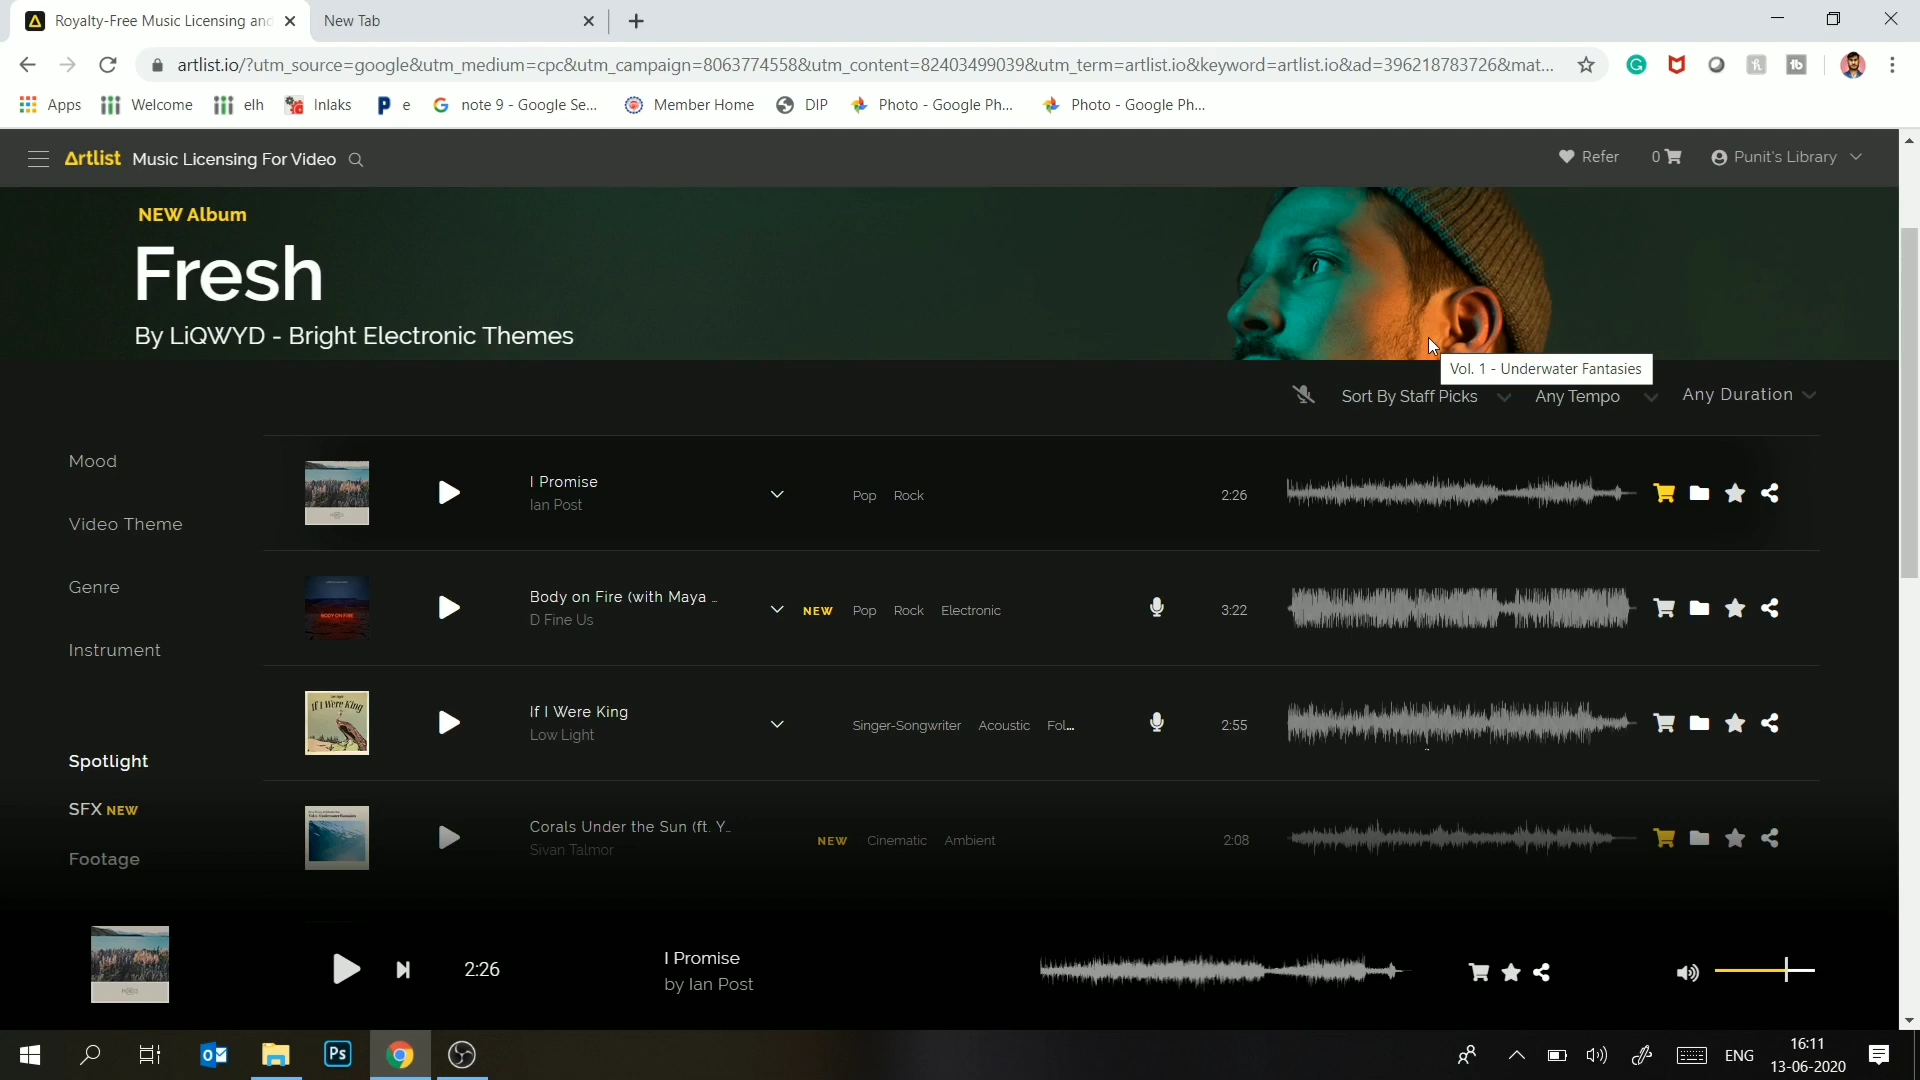 Royalty-Free Music Licensing and
New Tab
artlist.io/?utm_source=google&utm_medium=cpc&utm_campaign=8063774558&utm_content=82403499039&utm_term=artlist.io&keyword=artlist.io&ad=396218783726&mat...
Apps
Welcome
elh
Inlaks
e
note 9 - Google Se...
Member Home
DIP
Photo - Google Ph...
Photo - Google Ph...
Artlist Music Licensing For Video
Refer
0
Punit's Library
NEW Album
Fresh
By LiQWYD - Bright Electronic Themes
Vol. 1 - Underwater Fantasies
Sort By Staff Picks
Any Tempo
Any Duration
Mood
Video Theme
Genre
Instrument
Spotlight
SFX NEW
Footage
I Promise
Ian Post
Pop Rock
2:26
BODY ON FIRE
Body on Fire (with Maya ..
D Fine Us
NEW Pop Rock Electronic
3:22
If I Were King
If I Were King
Low Light
Singer-Songwriter Acoustic Fol...
2:55
Corals Under the Sun (ft. Y..
Sivan Talmor
NEW Cinematic Ambient
2:08
2:26
I Promise
by Ian Post
Ps
ENG
16:11
13-06-2020